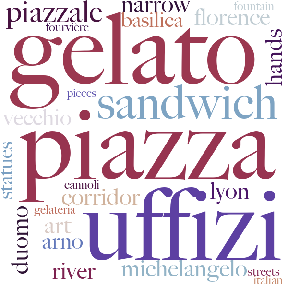 piazzale
narrow
fountain
fourviere
basilica
florence
gelato
hands
pieces
sandwich
vecchio
piazza
statues
cannoli
lyon
corridor
gelateria
duomo
art
uffizi
arno
river
michelangelo
streets
italian